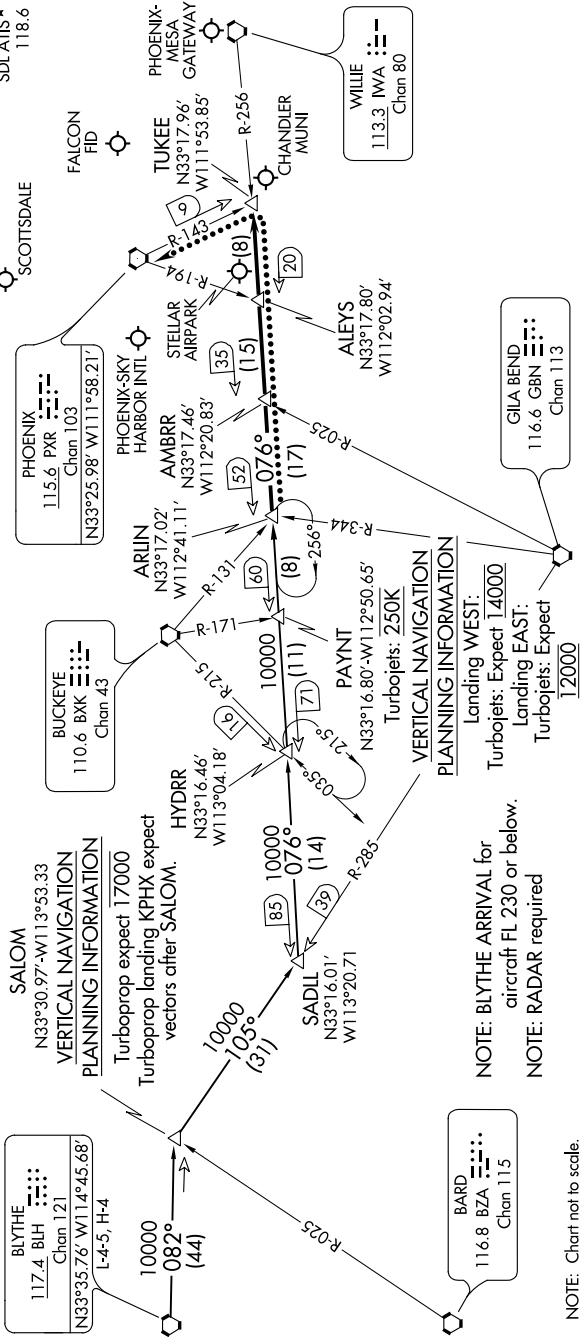 BLYTHE
117.4 BLH
Chan 121
N33°35.76' W114°45.68'
L-4-5, H-4
10000
082°
(44)
SALOM
N33°30.97'-W113°53.33
VERTICAL NAVIGATION
PLANNING INFORMATION
Turboprop expect 17000
Turboprop landing KPHX expect
vectors after SALOM.
10000
105°
(31)
BARD
116.8 BZA
Chan 115
R-025
SADLL
N33°16.01'
W113°20.71
85
39
R-285
10000
076°
(14)
HYDRR
N33°16.46'
W113°04.18'
16
R-215
71
035°
215°
BUCKEYE
110.6 BXK
Chan 43
R-171
R-131
10000
(11)
60
PAYNT
N33°16.80'-W112°50.65'
Turbojets: 250K
VERTICAL NAVIGATION
PLANNING INFORMATION
Landing WEST:
Turbojets: Expect 14000
Landing EAST:
Turbojets: Expect
12000
(8)
256°
ARLIN
N33°17.02'
W112°41.11'
52
076°
(17)
R-344
GILA BEND
116.6 GBN
Chan 113
R-025
AMBRR
N33°17.46'
W112°20.83'
35
(15)
ALEYS
N33°17.80'
W112°02.94'
20
(8)
PHOENIX
115.6 PXR
Chan 103
N33°25.98' W111°58.21'
PHOENIX-SKY
HARBOR INTL
STELLAR
AIRPARK
R-194
R-143
9
SCOTTSDALE
SDL ATIS
118.6
FALCON
FID
TUKEE
N33°17.96'
W111°53.85'
CHANDLER
MUNI
R-256
PHOENIX-
MESA
GATEWAY
WILLIE
113.3 IWA
Chan 80
NOTE: BLYTHE ARRIVAL for
aircraft FL 230 or below.
NOTE: RADAR required
NOTE: Chart not to scale.